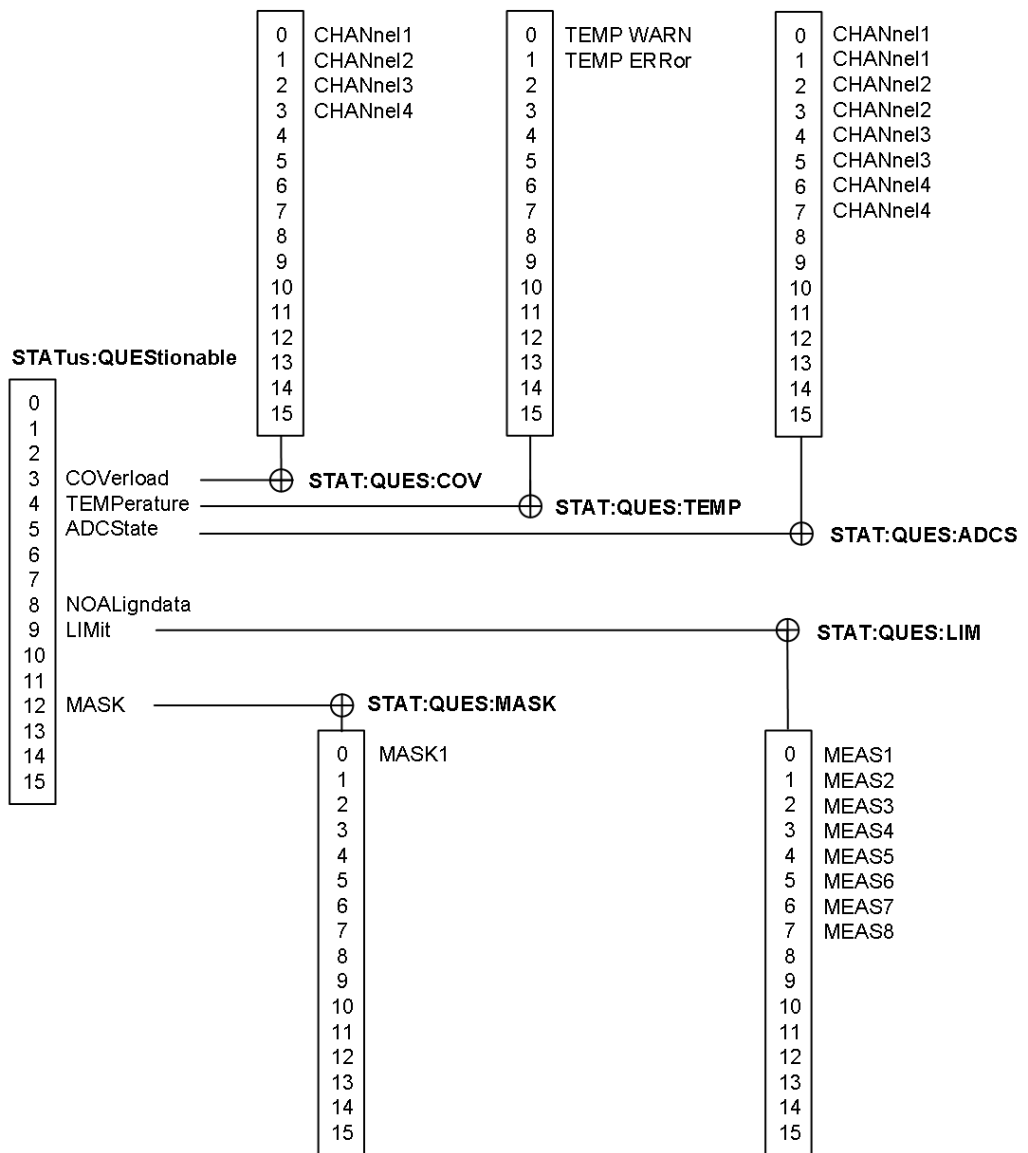 0 CHANnel1
1 CHANnel2
2 CHANnel3
3 CHANnel4
4
5
6
7
8
9
10
11
12
13
14
15
STAT:QUES:COV
0 TEMP WARN
1 TEMP ERRor
2
3
4
5
6
7
8
9
10
11
12
13
14
15
STAT:QUES:TEMP
0 CHANnel1
1 CHANnel1
2 CHANnel2
3 CHANnel2
4 CHANnel3
5 CHANnel3
6 CHANnel4
7 CHANnel4
8
9
10
11
12
13
14
15
STAT:QUES:ADCS
STATus:QUEStionable
0
1
2
3 COVerload
4 TEMPerature
5 ADCState
6
7
8 NOALigndata
9 LIMit
10
11
12 MASK
13
14
15
STAT:QUES:MASK
0 MASK1
1
2
3
4
5
6
7
8
9
10
11
12
13
14
15
STAT:QUES:LIM
0 MEAS1
1 MEAS2
2 MEAS3
3 MEAS4
4 MEAS5
5 MEAS6
6 MEAS7
7 MEAS8
8
9
10
11
12
13
14
15